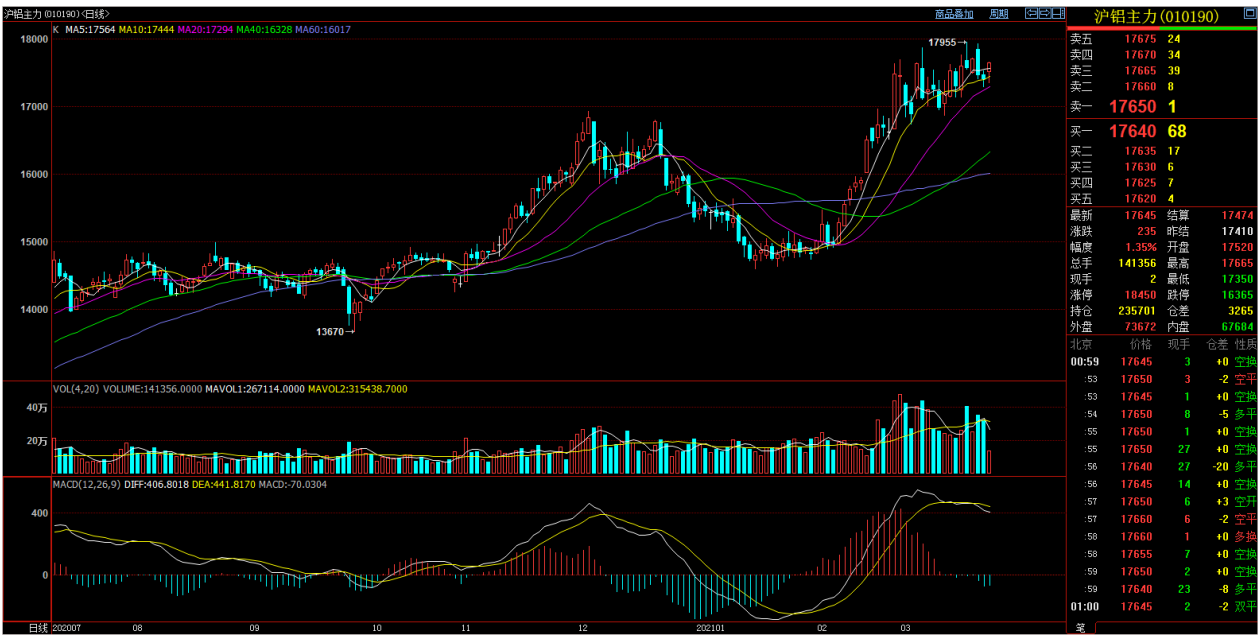 沪铝主力 (010190)<日线>
商品叠加 周期
K MA5:17564 MA10:17444 MA20:17294 MA40:16328 MA60:16017
18000
17000
16000
15000
14000
17955→
13670→
VOL(4,20) VOLUME:141356.0000 MAVOL1:267114.0000 MAVOL2:315438.7000
40万
20万
MACD(12,26,9) DIFF:406.8018 DEA:441.8170 MACD:-70.0304
400
0
日线 202007 08 09 10 11 12 202101 02 03
沪铝主力(010190)
卖五 17675 24
卖四 17670 34
卖三 17665 39
卖二 17660 8
卖一 17650 1
买一 17640 68
买二 17635 17
买三 17630 6
买四 17625 7
买五 17620 4
最新 17645 结算 17474
涨跌 235 昨结 17410
幅度 1.35% 开盘 17520
总手 141356 最高 17665
现手 2 最低 17350
涨停 18450 跌停 16365
持仓 235701 仓差 3265
外盘 73672 内盘 67684
北京 价格 现手 仓差 性质
00:59 17645 3 +0 空换
:53 17650 3 -2 空平
:53 17645 1 +0 空换
:54 17650 8 -5 多平
:55 17650 1 +0 空换
:55 17650 27 +0 空换
:56 17640 27 -20 多平
:56 17645 14 +0 空换
:57 17650 6 +3 空开
:57 17660 6 -2 空平
:58 17660 1 +0 多换
:58 17655 7 +0 空换
:59 17650 2 +0 空换
:59 17640 23 -8 多平
01:00 17645 2 -2 双平
笔